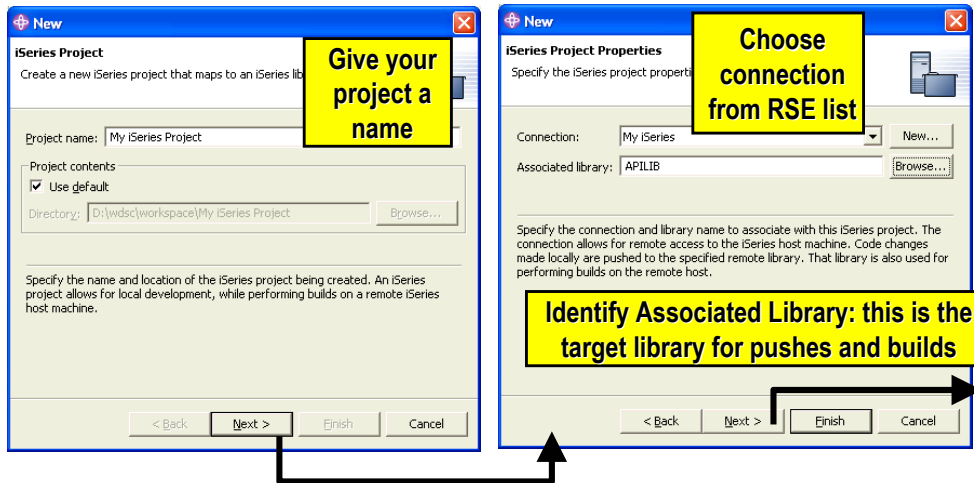 New
iSeries Project
Create a new iSeries project that maps to an iSeries lib
Give your
project a
name
Project name: My iSeries Project
Project contents
Use default
Directory: D:\wdsc\workspace\My iSeries Project Browse...
Specify the name and location of the iSeries project being created. An iSeries
project allows for local development, while performing builds on a remote iSeries
host machine.
< Back Next > Finish Cancel
New
iSeries Project Properties
Specify the iSeries project properti
Choose
connection
from RSE list
Connection: My iSeries New...
Associated library: APILIB Browse...
Specify the connection and library name to associate with this iSeries project. The
connection allows for remote access to the iSeries host machine. Code changes
made locally are pushed to the specified remote library. That library is also used for
performing builds on the remote host.
Identify Associated Library: this is the
target library for pushes and builds
< Back Next > Finish Cancel